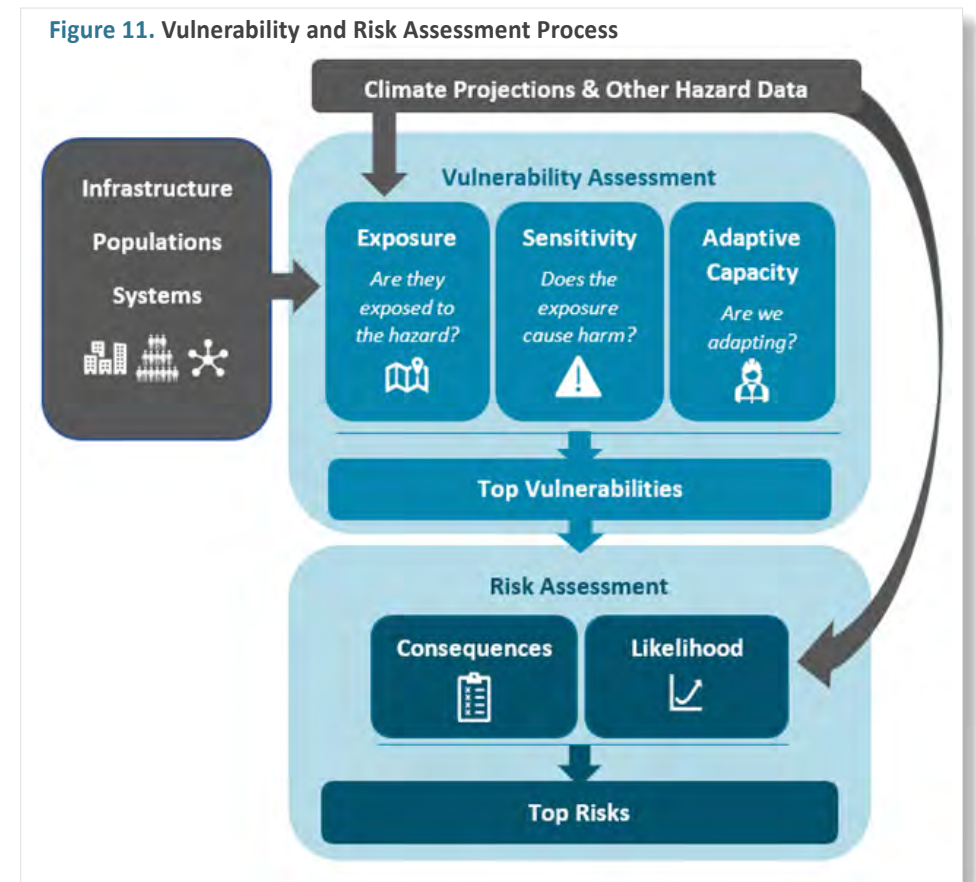 Figure 11. Vulnerability and Risk Assessment Process
Climate Projections & Other Hazard Data
Infrastructure
Populations
Systems
Vulnerability Assessment
Exposure
Are they
exposed to
the hazard?
Sensitivity
Does the
exposure
cause harm?
Adaptive
Capacity
Are we
adapting?
Top Vulnerabilities
Risk Assessment
Consequences
Likelihood
Top Risks